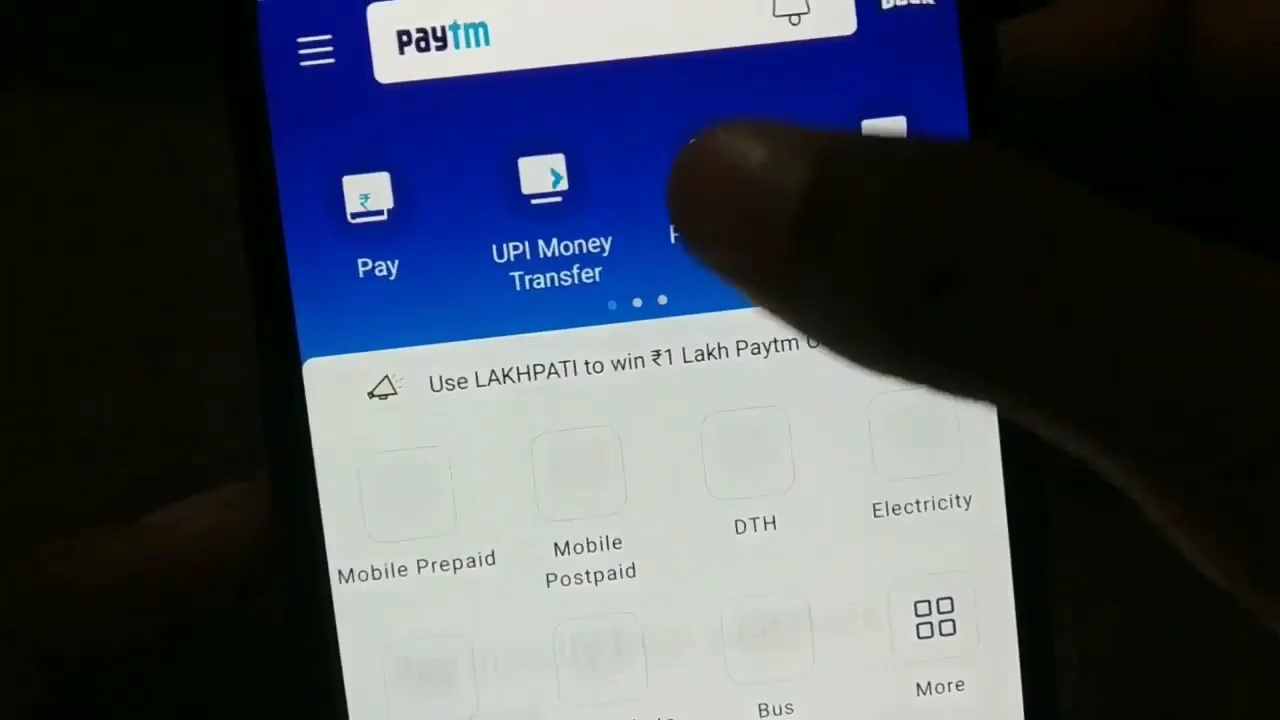 paytm
Pay
UPI Money
Transfer
Use LAKHPATI to win ₹1 Lakh Paytm
Mobile Prepaid
Mobile
Postpaid
DTH
Electricity
Bus
More